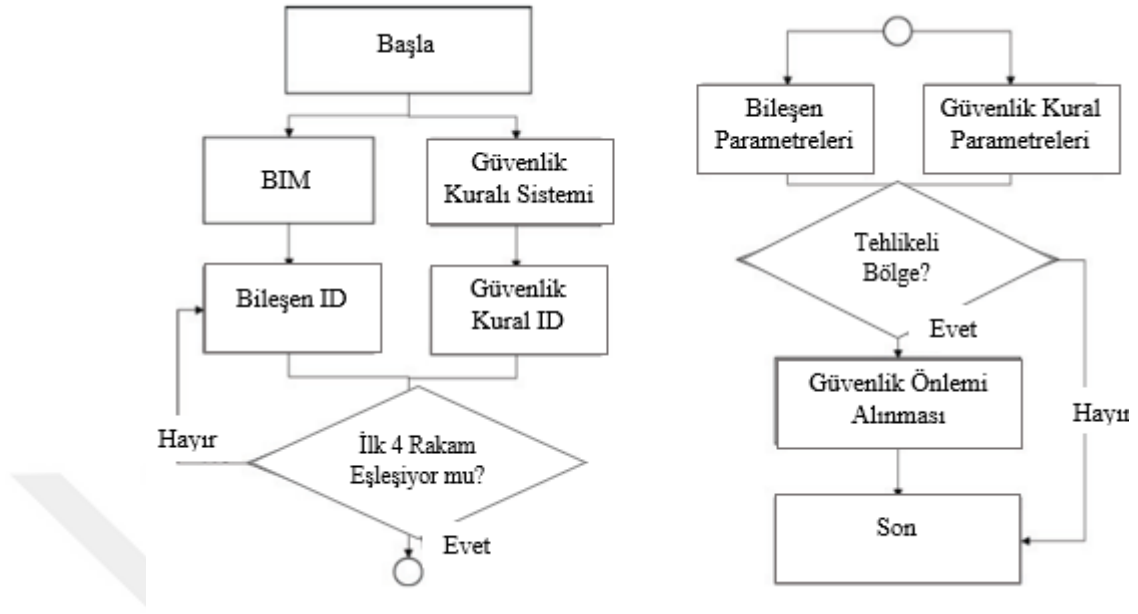 Başla
BIM
Güvenlik
Kuralı Sistemi
Bileşen ID
Güvenlik
Kural ID
Hayır
İlk 4 Rakam
Eşleşiyor mu?
Evet
Bileşen
Parametreleri
Güvenlik Kural
Parametreleri
Tehlikeli
Bölge?
Evet
Güvenlik Önlemi
Alınması
Hayır
Son